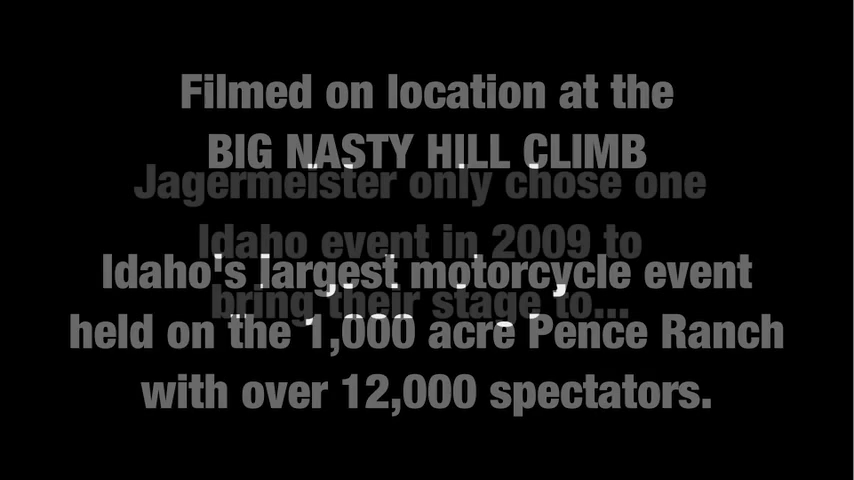 Filmed on location at the
BIG NASTY HILL CLIMB
Jagermeister only chose one
Idaho event in 2009 to
Idaho's largest motorcycle event
bring their stage to...
held on the 1,000 acre Pence Ranch
with over 12,000 spectators.